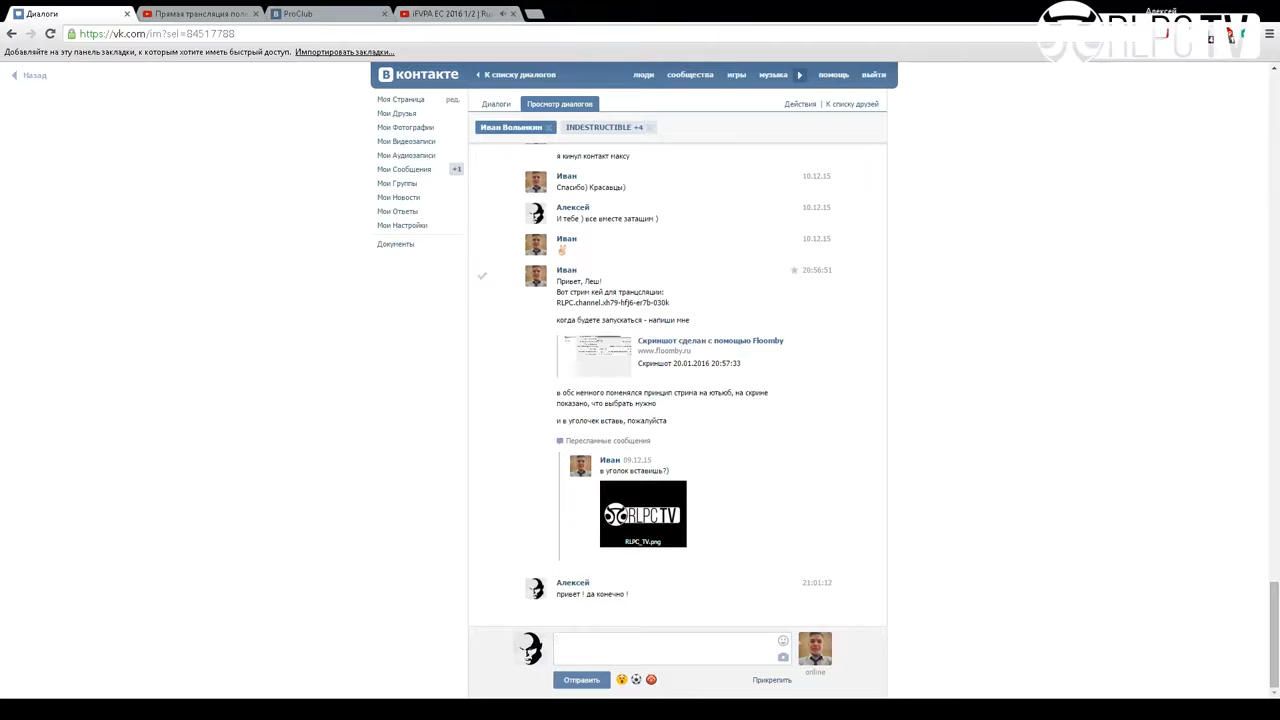 Диалоги
Прямая трансляция пол
ProClub
iFVPA EC 2016 1/2 | Ru
Алексей
https://vk.com/im?sel=84517788
RLPC TV
Добавляйте на эту панель закладки, к которым хотите иметь быстрый доступ. Импортировать закладки...
Назад
В контакте
К списку диалогов
люди сообщества игры музыка помощь выйти
Моя Страница ред.
Мои Друзья
Мои Фотографии
Мои Видеозаписи
Мои Аудиозаписи
Мои Сообщения +1
Мои Группы
Мои Новости
Мои Ответы
Мои Настройки
Документы
Диалоги Просмотр диалогов Действия | К списку друзей
Иван Волынкин INDESTRUCTIBLE +4
я кинул контакт максу
Иван 10.12.15
Спасибо) Красавцы)
Алексей 10.12.15
И тебе ) все вместе затащим )
Иван 10.12.15
Иван 20:56:51
Привет, Леш!
Вот стрим кей для транцсляции:
RLPC.channel.xh79-hfj6-er7b-030k
когда будете запускаться - напиши мне
Скриншот сделан с помощью Floomby
www.floomby.ru
Скриншот 20.01.2016 20:57:33
в обс немного поменялся принцип стрима на ютьюб, на скрине
показано, что выбрать нужно
и в уголочек вставь, пожалуйста
Пересланные сообщения
Иван 09.12.15
в уголок вставишь?)
RLPC TV
RLPC_TV.png
Алексей 21:01:12
привет ! да конечно !
online
Отправить
Прикрепить